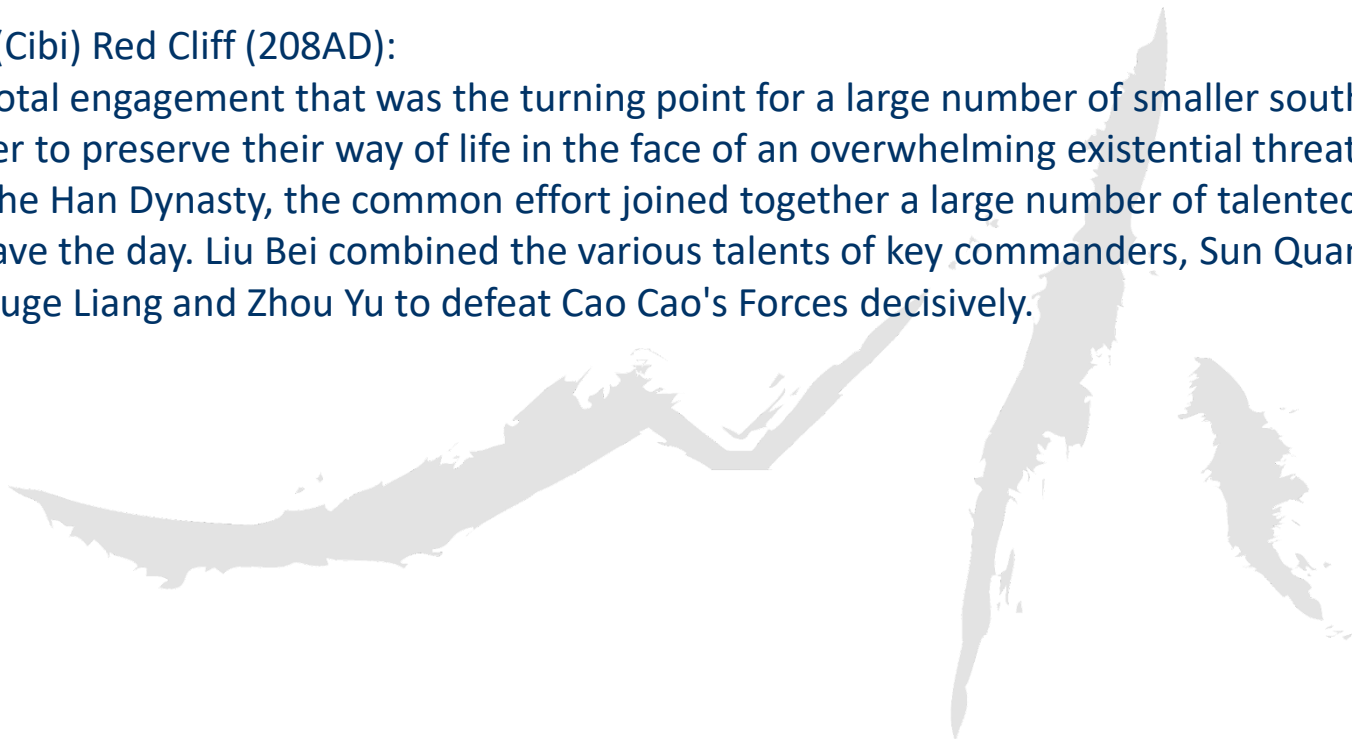 (Cibi) Red Cliff (208AD):
otal engagement that was the turning point for a large number of smaller south
er to preserve their way of life in the face of an overwhelming existential threat
he Han Dynasty, the common effort joined together a large number of talented
ave the day. Liu Bei combined the various talents of key commanders, Sun Quan
uge Liang and Zhou Yu to defeat Cao Cao's Forces decisively.